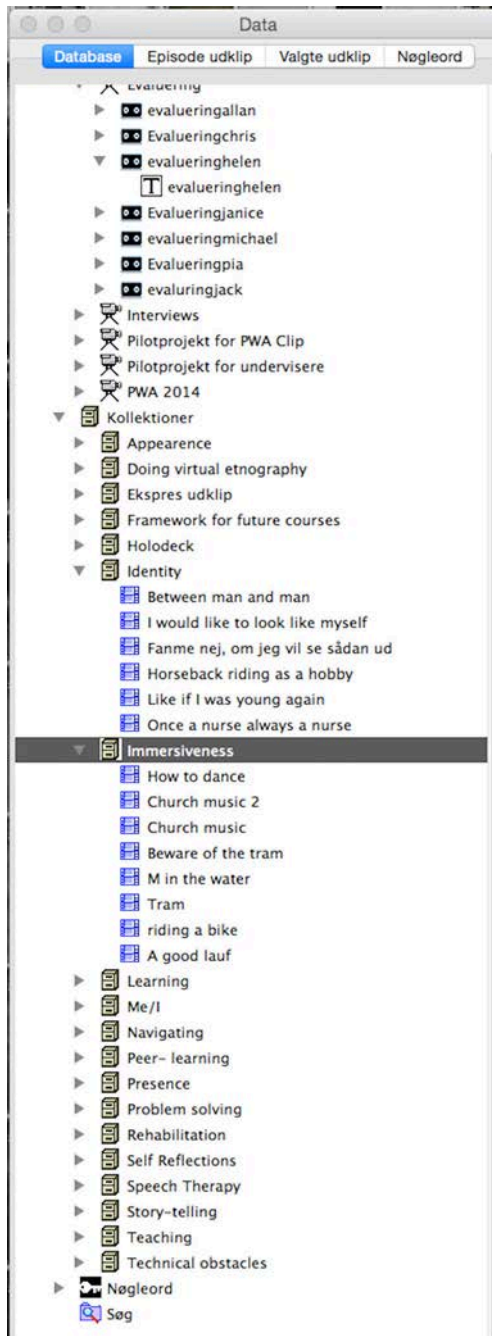 Data
Database Episode udklip Valgte udklip Nøgleord
Evaluering
evalueringallan
Evalueringchris
evalueringhelen
T evalueringhelen
Evalueringjanice
evalueringmichael
Evalueringpia
evaluringjack
Interviews
Pilotprojekt for PWA Clip
Pilotprojekt for undervisere
PWA 2014
Kollektioner
Appearence
Doing virtual etnography
Ekspres udklip
Framework for future courses
Holodeck
Identity
Between man and man
I would like to look like myself
Fanme nej, om jeg vil se sådan ud
Horseback riding as a hobby
Like if I was young again
Once a nurse always a nurse
Immersiveness
How to dance
Church music 2
Church music
Beware of the tram
M in the water
Tram
riding a bike
A good lauf
Learning
Me/I
Navigating
Peer- learning
Presence
Problem solving
Rehabilitation
Self Reflections
Speech Therapy
Story-telling
Teaching
Technical obstacles
Nøgleord
Søg